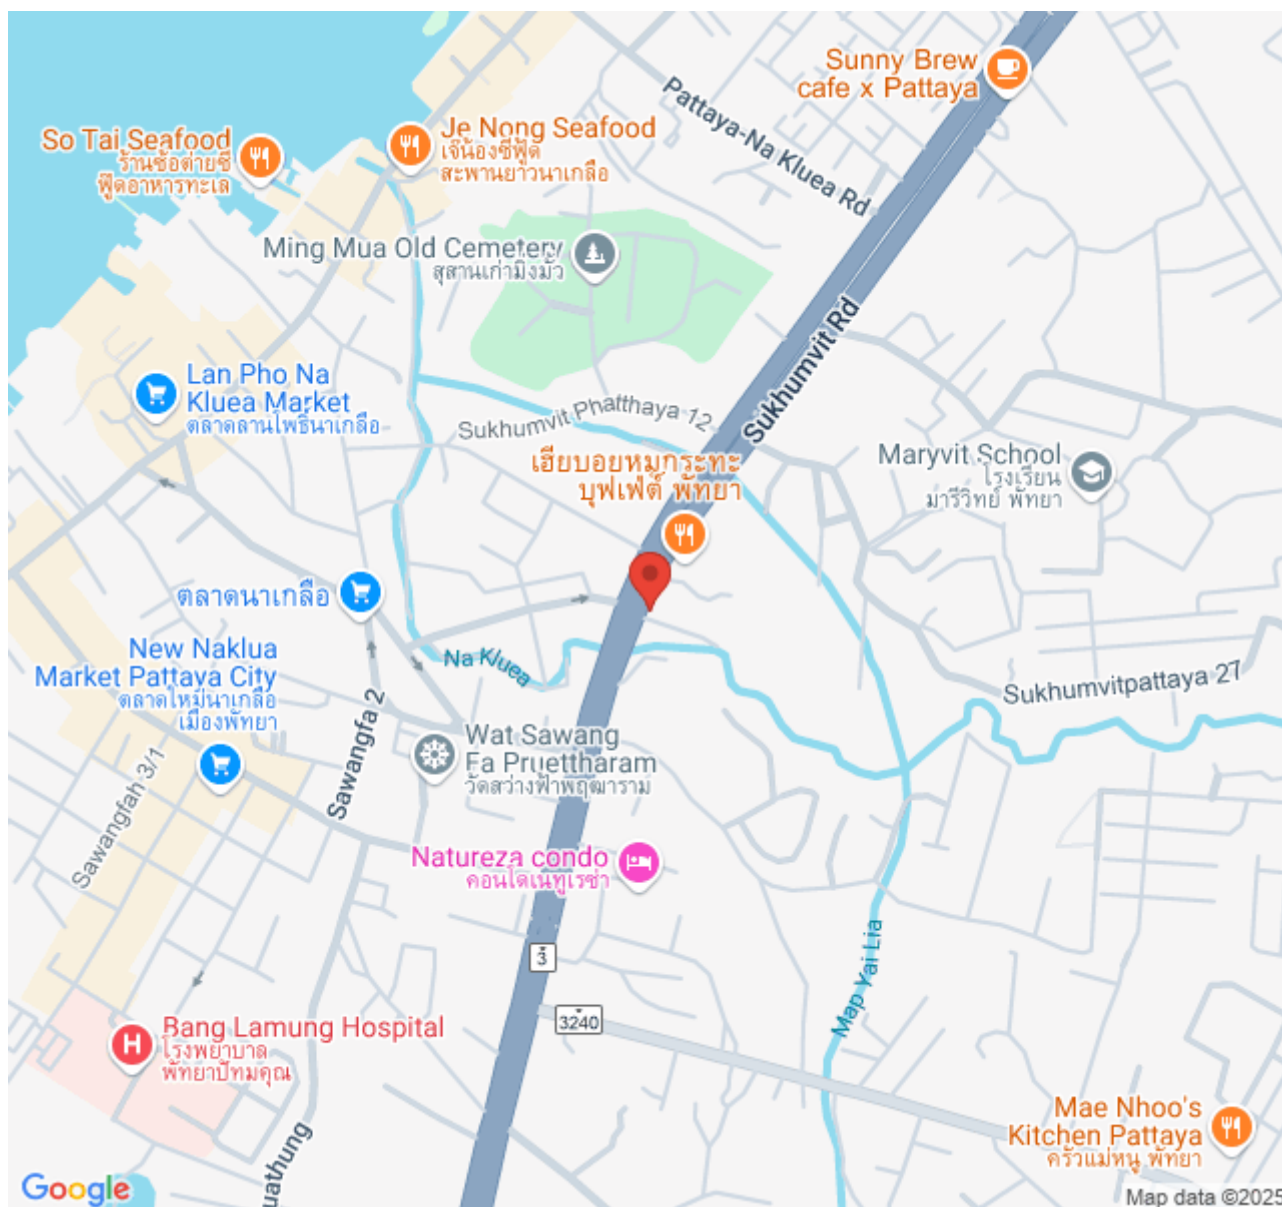 Sunny Brew
cafe x Pattaya
Pattaya-Na Kluea Rd
So Tai Seafood
ร้านซ้อต่ายซี
ฟู๊ดอาหารทะเล
Je Nong Seafood
เจ๊น้องซีฟู้ด
สะพานยาวนาเกลือ
Ming Mua Old Cemetery
สุสานเก่ามิ่งมั่ว
Sukhumvit Rd
Lan Pho Na
Kluea Market
ตลาดลานโพธิ์นาเกลือ
Sukhumvit Phatthaya 12
เฮียบอยหมูกระทะ
บุฟเฟ่ต์ พัทยา
Maryvit School
โรงเรียน
มารีวิทย์ พัทยา
ตลาดนาเกลือ
New Naklua
Market Pattaya City
ตลาดใหม่นาเกลือ
เมืองพัทยา
Na Kluea
Sukhumvitpattaya 27
Sawangfa 2
Wat Sawang
Fa Pruettharam
วัดสว่างฟ้าพฤฒาราม
Sawangfah 3/1
Natureza condo
คอนโดเนทูเรซ่า
3
3240
Map Yai Lia
Bang Lamung Hospital
โรงพยาบาล
พัทยาปัทมคุณ
Mae Nhoo's
Kitchen Pattaya
ครัวแม่หนู พัทยา
uathung
Google
Map data ©2025